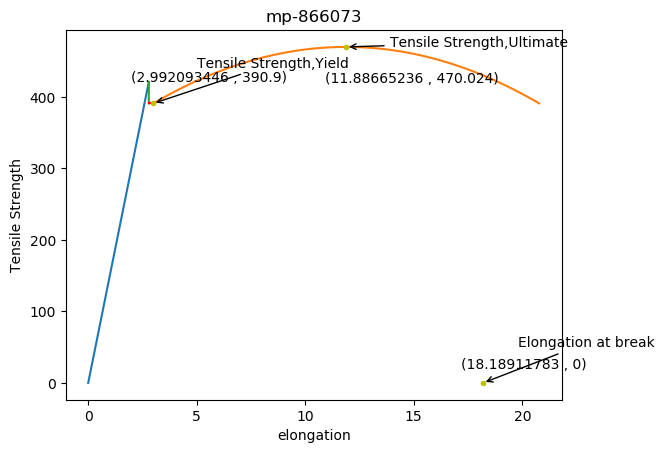 mp-866073
Tensile Strength,Ultimate
Tensile Strength,Yield
(2.992093446 , 390.9)
(11.88665236 , 470.024)
400
300
200
100
0
Tensile Strength
Elongation at break
(18.18911783 , 0)
0 5 10 15 20
elongation